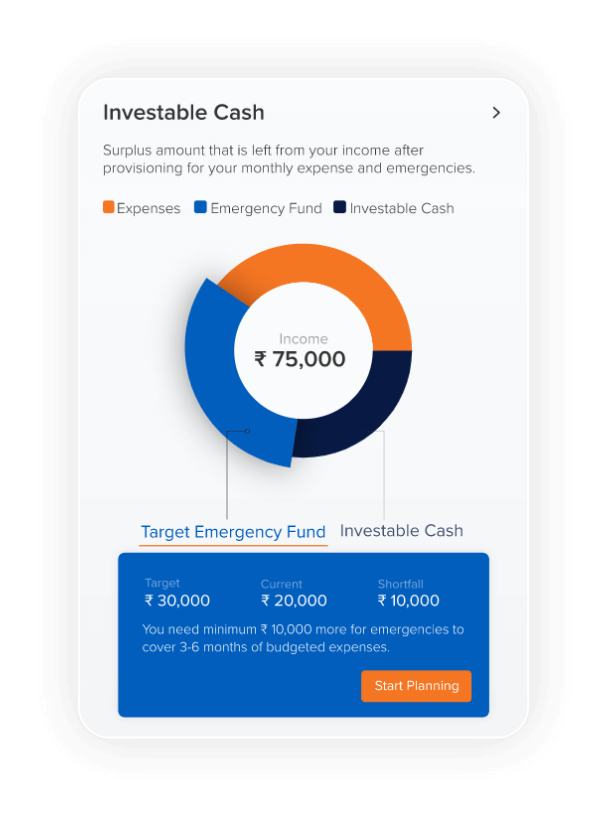 Investable Cash
Surplus amount that is left from your income after
provisioning for your monthly expense and emergencies.
Expenses Emergency Fund Investable Cash
Income
₹ 75,000
Target Emergency Fund Investable Cash
Target Current Shortfall
₹ 30,000 ₹ 20,000 ₹ 10,000
You need minimum ₹ 10,000 more for emergencies to
cover 3-6 months of budgeted expenses.
Start Planning